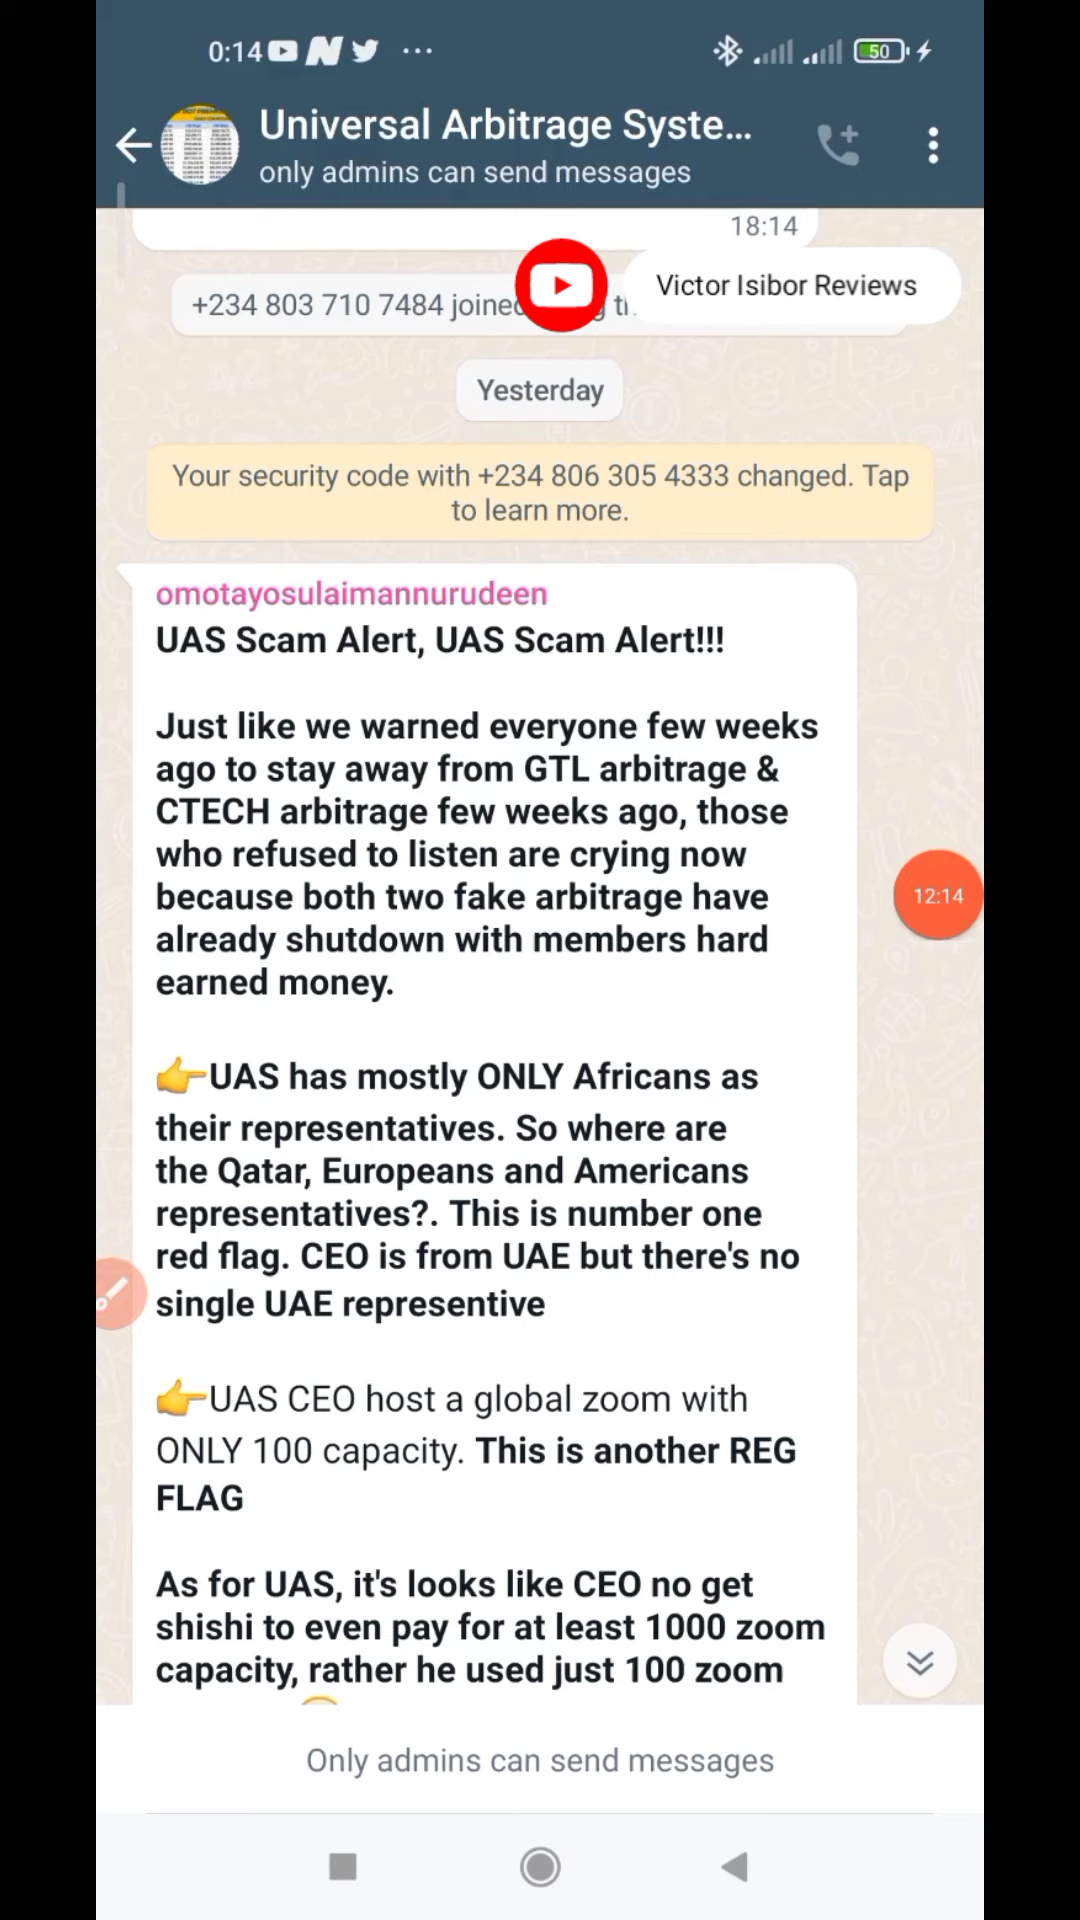 0:14
50
Universal Arbitrage Syste...
only admins can send messages
18:14
Victor Isibor Reviews
+234 803 710 7484 joined
Yesterday
Your security code with +234 806 305 4333 changed. Tap
to learn more.
omotayosulaimannurudeen
UAS Scam Alert, UAS Scam Alert!!!
Just like we warned everyone few weeks
ago to stay away from GTL arbitrage &
CTECH arbitrage few weeks ago, those
who refused to listen are crying now
because both two fake arbitrage have
already shutdown with members hard
earned money.
👉UAS has mostly ONLY Africans as
their representatives. So where are
the Qatar, Europeans and Americans
representatives?. This is number one
red flag. CEO is from UAE but there's no
single UAE representive
👉UAS CEO host a global zoom with
ONLY 100 capacity. This is another REG
FLAG
As for UAS, it's looks like CEO no get
shishi to even pay for at least 1000 zoom
capacity, rather he used just 100 zoom
12:14
Only admins can send messages